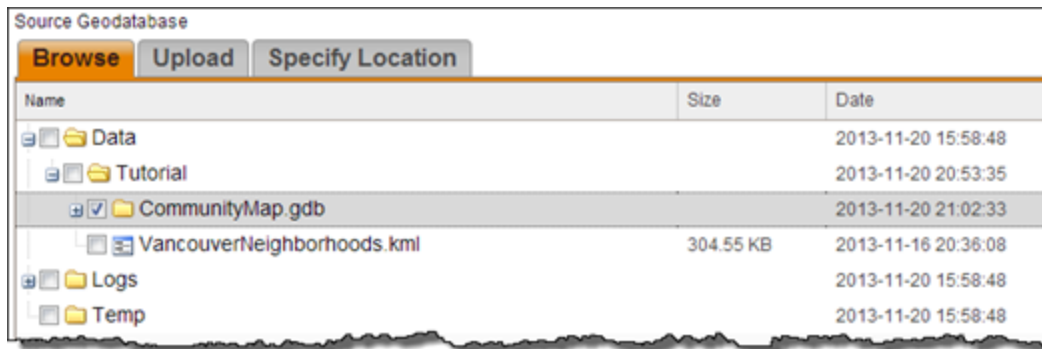 Source Geodatabase
Browse Upload Specify Location
Name Size Date
Data 2013-11-20 15:58:48
Tutorial 2013-11-20 20:53:35
CommunityMap.gdb 2013-11-20 21:02:33
VancouverNeighborhoods.kml 304.55 KB 2013-11-16 20:36:08
Logs 2013-11-20 15:58:48
Temp 2013-11-20 15:58:48